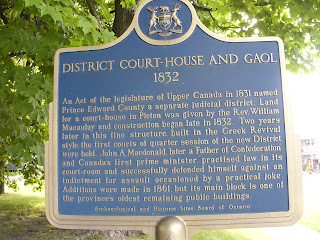 DISTRICT COURT-HOUSE AND GAOL
1832
An Act of the legislature of Upper Canada in 1831 named
Prince Edward County a separate judicial district. Land
for a court-house in Picton was given by the Rev. William
Macaulay and construction began late in 1832. Two years
later in this fine structure, built in the Greek Revival
style, the first courts of quarter session of the new District
were held. John A. Macdonald, later a Father of Confederation
and Canada's first prime minister, practised law in its
court-room and successfully defended himself against an
indictment for assault occasioned by a practical joke.
Additions were made in 1861 but its main block is one of
the province's oldest remaining public buildings.
Archaeological and Historic Sites Board of Ontario